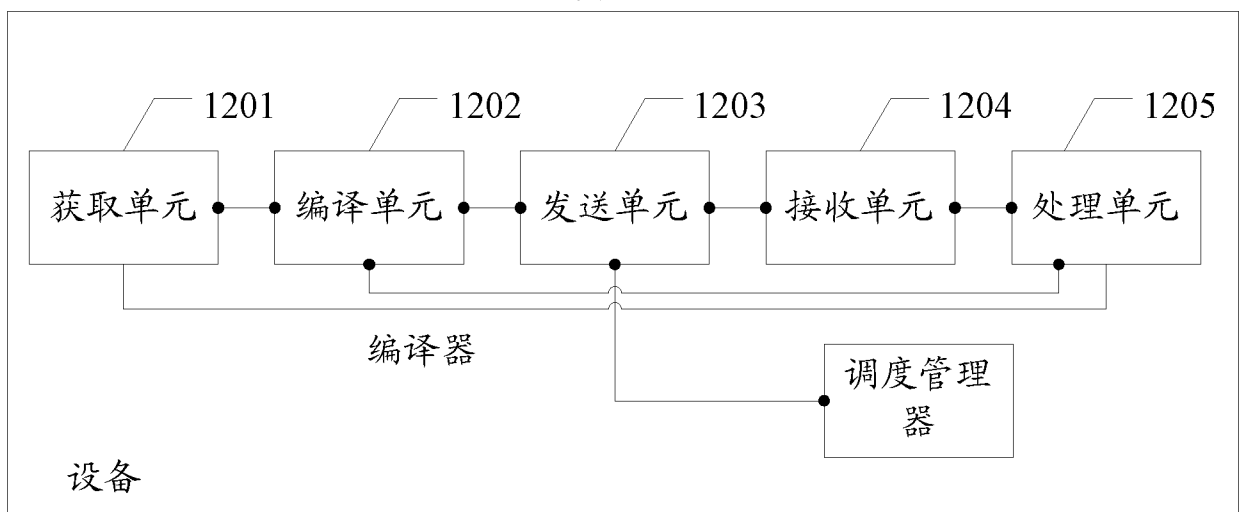 1201
1202
1203
1204
1205
获取单元
编译单元
发送单元
接收单元
处理单元
编译器
调度管理
器
设备